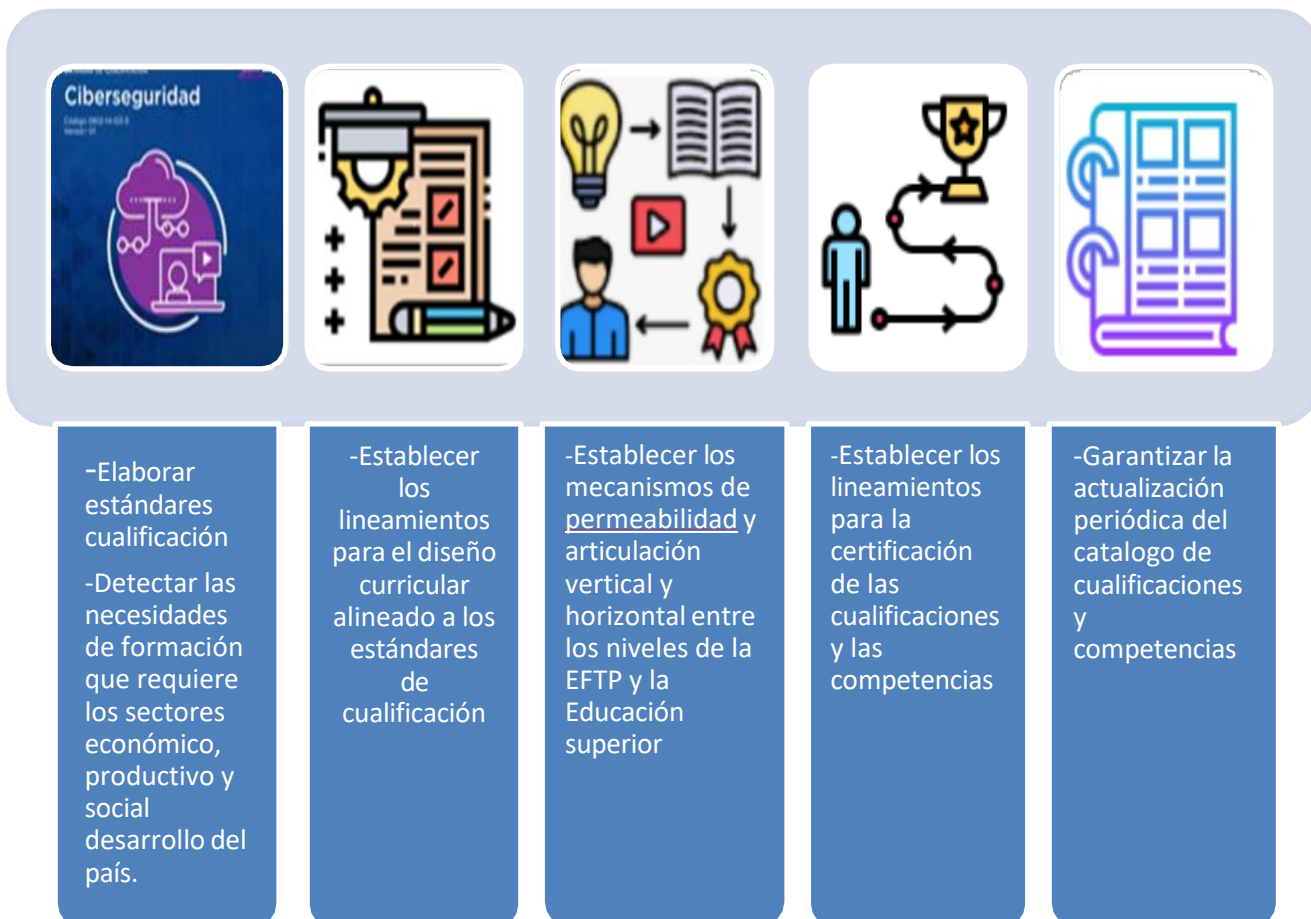 Ciberseguridad
-Elaborar
estándares
cualificación
-Detectar las
necesidades
de formación
que requiere
los sectores
económico,
productivo y
social
desarrollo del
país.
-Establecer
los
lineamientos
para el diseño
curricular
alineado a los
estándares
de
cualificación
-Establecer los
mecanismos de
permeabilidad y
articulación
vertical y
horizontal entre
los niveles de la
EFTP y la
Educación
superior
-Establecer los
lineamientos
para la
certificación
de las
cualificaciones
y las
competencias
-Garantizar la
actualización
periódica del
catalogo de
cualificaciones
y
competencias